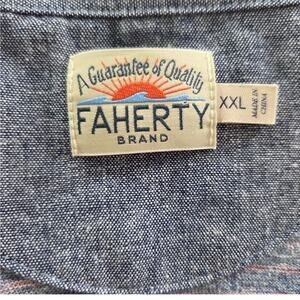 A Guarantee of Quality
FAHERTY
BRAND
XXL
MADE IN
CHINA